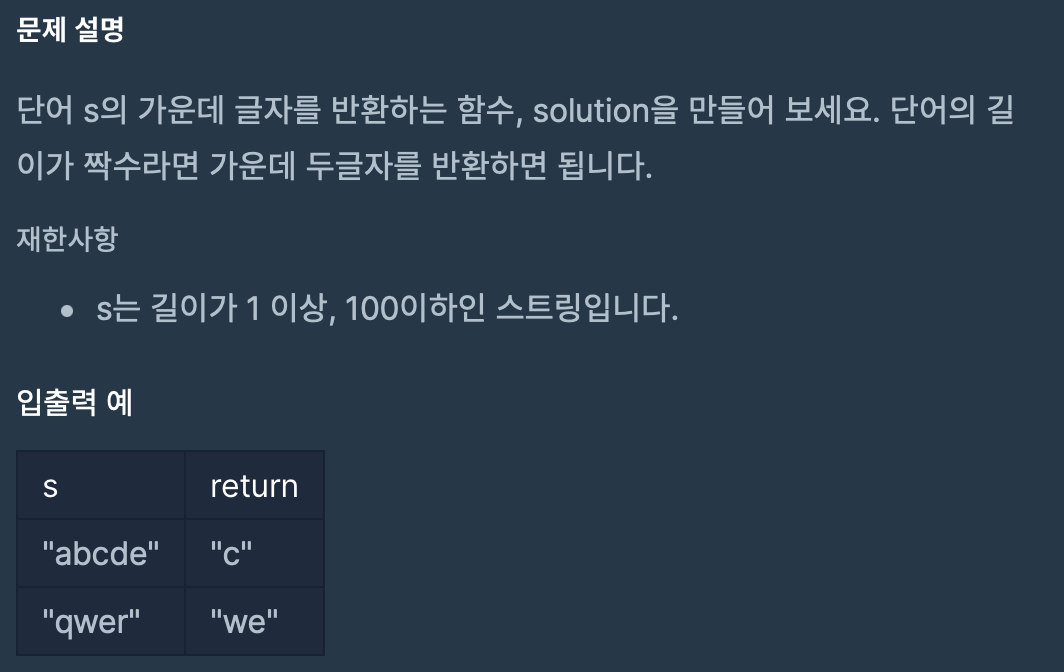 문제 설명
단어 s의 가운데 글자를 반환하는 함수, solution을 만들어 보세요. 단어의 길
이가 짝수라면 가운데 두글자를 반환하면 됩니다.
재한사항
• s는 길이가 1 이상, 100이하인 스트링입니다.
입출력 예
s return
"abcde" "c"
"qwer" "we"